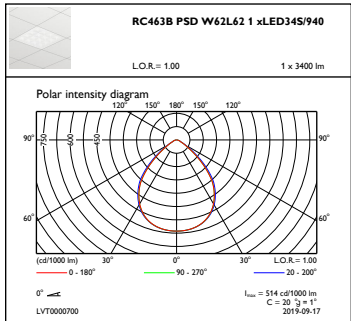 RC463B PSD W62L62 1 xLED34S/940
L.O.R.= 1.00 1 x 3400 lm
Polar intensity diagram
120° 150° 180° 150° 120°
90° 750 600 450 90°
60° 60°
(cd/1000 lm) 30° 0° 30° L.O.R.= 1.00
0 - 180° 90 - 270° 20 - 200°
0° Imax = 514 cd/1000 lm
C = 20 °g = 1°
LVT0000700 2019-09-17